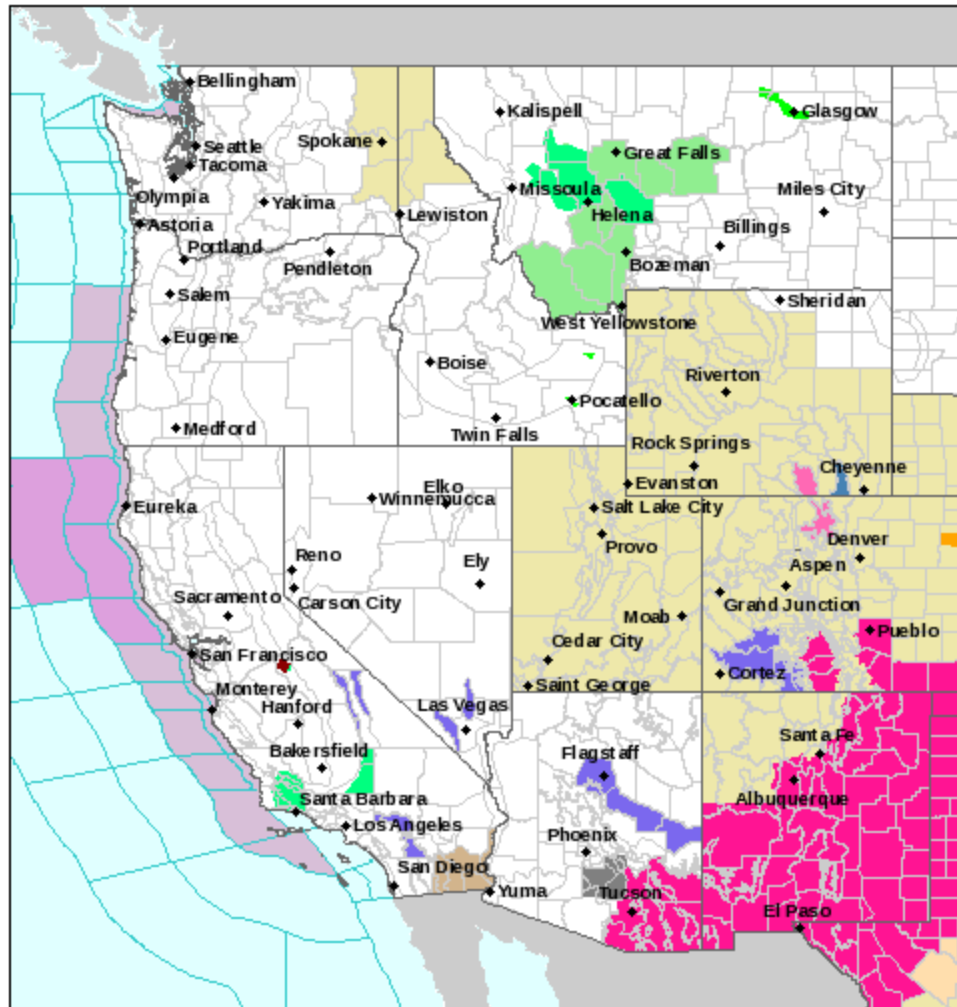 Bellingham
Kalispell
Glasgow
Seattle
Spokane
Great Falls
Tacoma
Missoula
Miles City
Olympia
Yakima
Lewiston
Helena
Astoria
Billings
Portland
Pendleton
Bozeman
Salem
Sheridan
West Yellowstone
Eugene
Boise
Riverton
Pocatello
Medford
Twin Falls
Rock Springs
Cheyenne
Elko
Evanston
Winnemucca
Eureka
Salt Lake City
Denver
Provo
Reno
Ely
Aspen
Sacramento
Carson City
Grand Junction
Moab
Pueblo
Cedar City
San Francisco
Cortez
Monterey
Saint George
Hanford
Las Vegas
Santa Fe
Bakersfield
Flagstaff
Santa Barbara
Albuquerque
Los Angeles
Phoenix
San Diego
Yuma
Tucson
El Paso